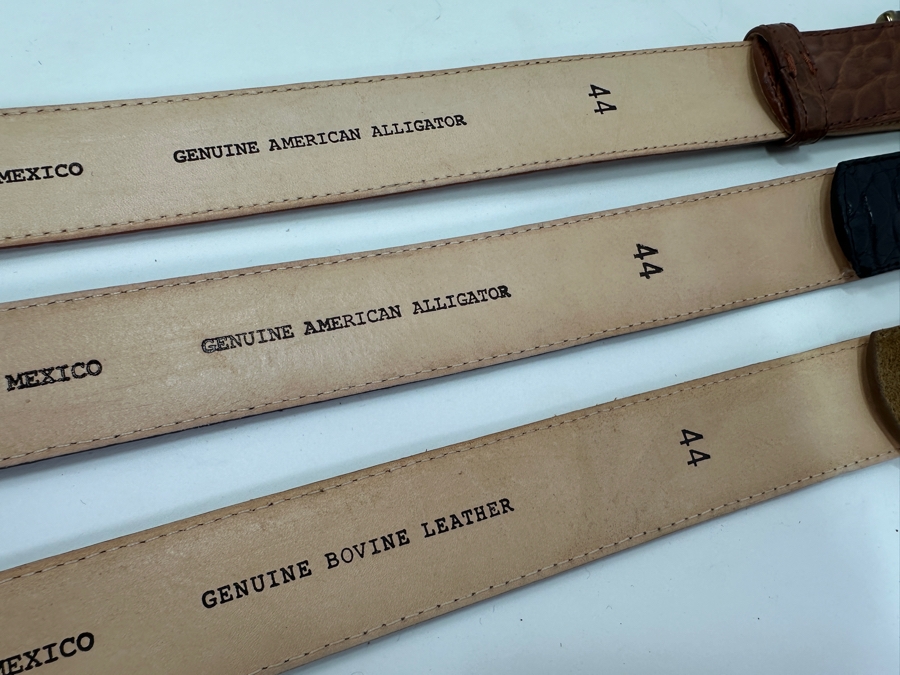 MEXICO GENUINE AMERICAN ALLIGATOR 44
MEXICO GENUINE AMERICAN ALLIGATOR 44
MEXICO GENUINE BOVINE LEATHER 44